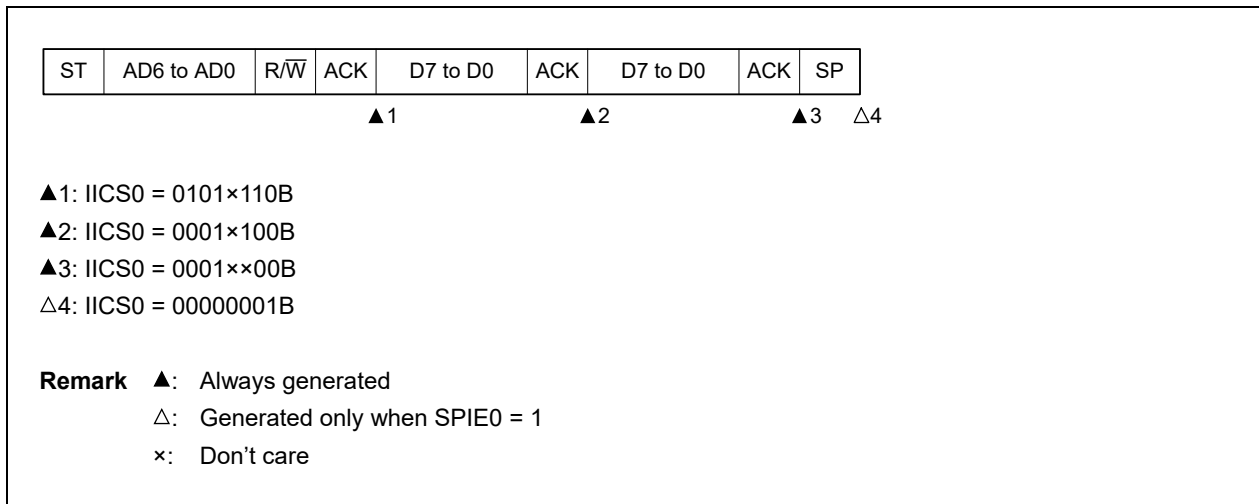 ST AD6 to AD0 R/W̅ ACK D7 to D0 ACK D7 to D0 ACK SP
▲1 ▲2 ▲3 △4
▲1: IICS0 = 0101×110B
▲2: IICS0 = 0001×100B
▲3: IICS0 = 0001××00B
△4: IICS0 = 00000001B
Remark ▲: Always generated
△: Generated only when SPIE0 = 1
×: Don't care